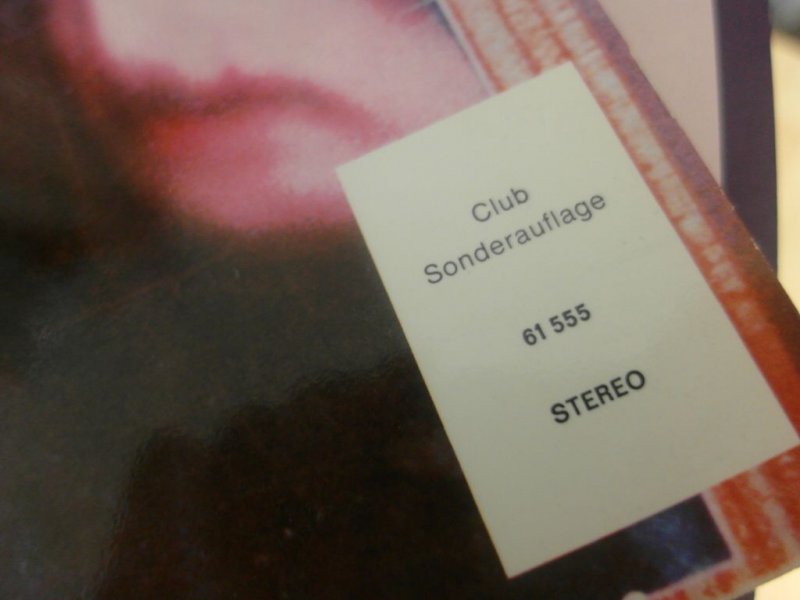 Club
Sonderauflage
61 555
STEREO